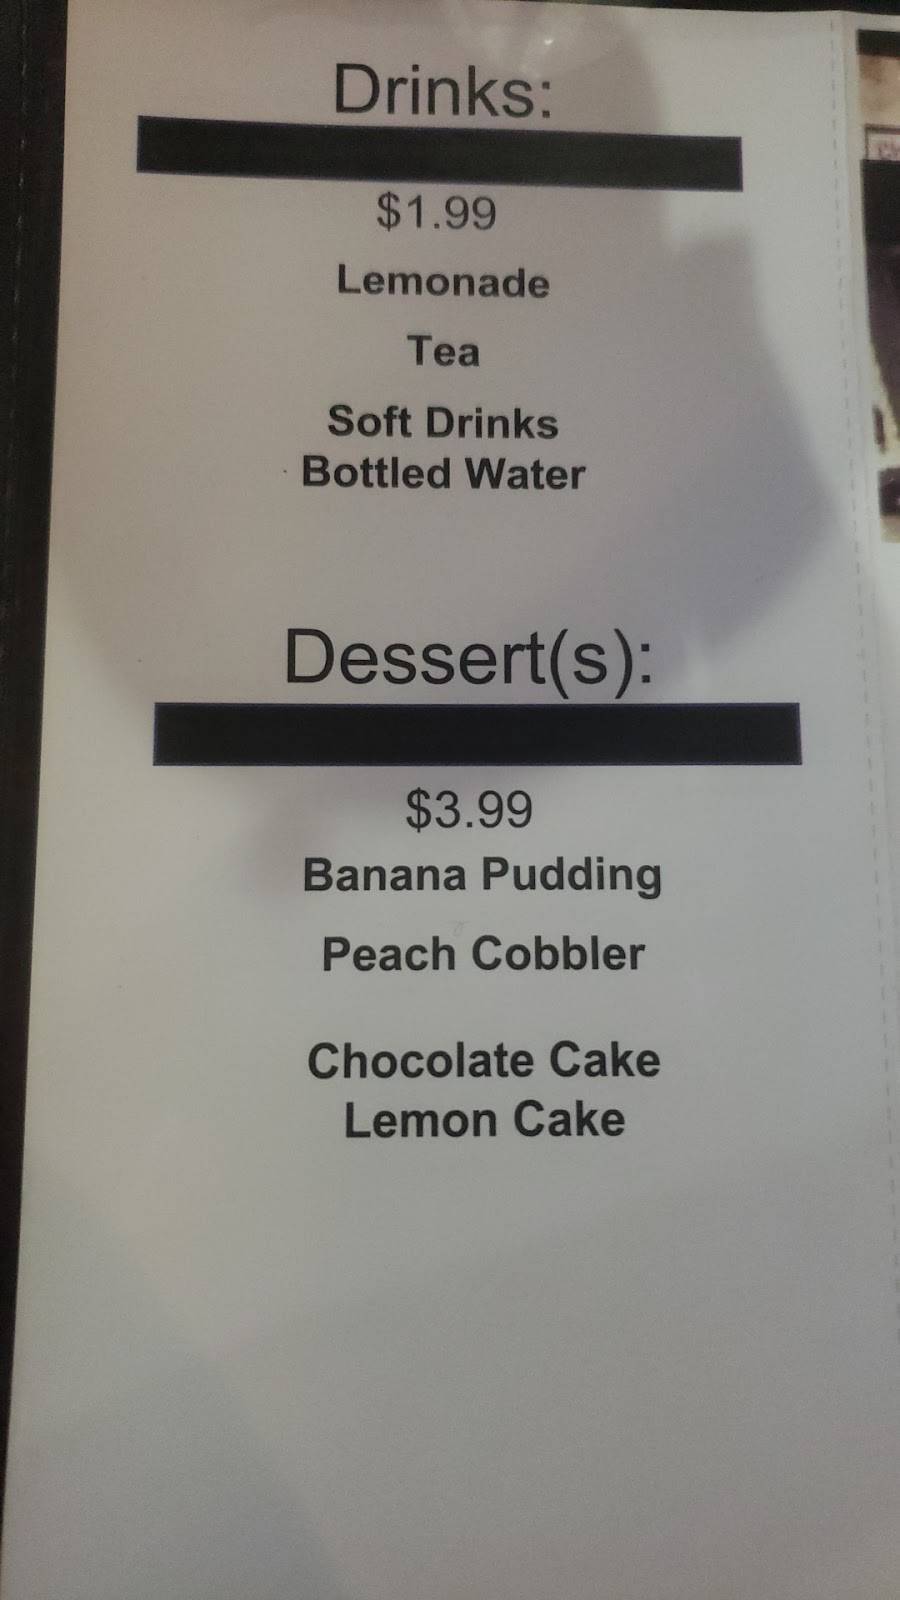 Drinks:
$1.99
Lemonade
Tea
Soft Drinks
Bottled Water
Dessert(s):
$3.99
Banana Pudding
Peach Cobbler
Chocolate Cake
Lemon Cake